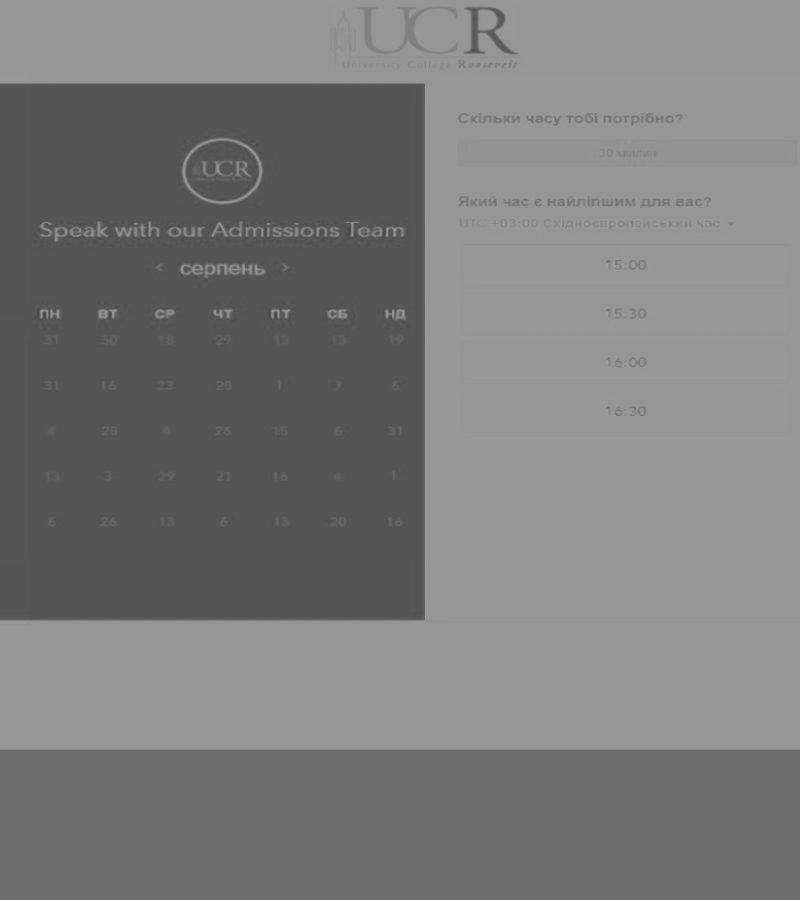 UCR
University College Roosevelt
UCR
Speak with our Admissions Team
< серпень >
ПН ВТ СР ЧТ ПТ СБ НД
31 30 18 29 13 13 19
31 16 22 28 1 7 6
4 28 4 26 18 6 31
13 3 29 21 16 4 1
6 26 13 6 13 20 16
Скільки часу тобі потрібно?
30 хвилин
Який час є найліпшим для вас?
UTC +03:00 Східноєвропейський час
15:00
15:30
16:00
16:30